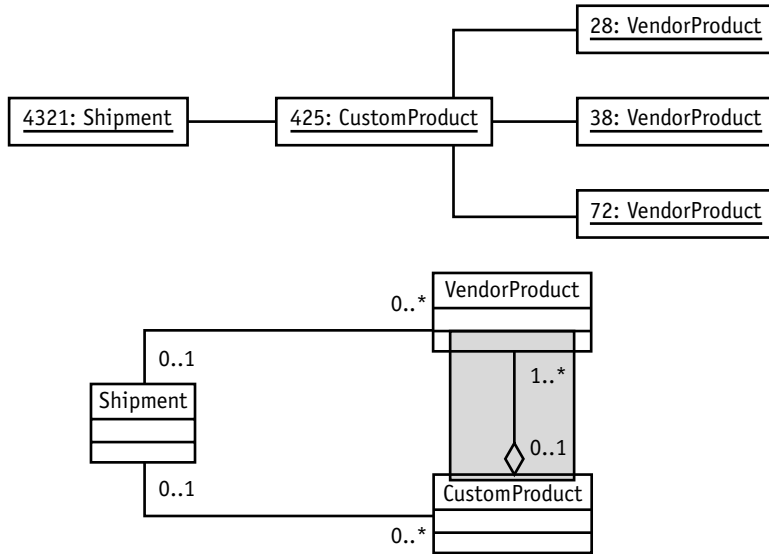 28: VendorProduct
4321: Shipment
425: CustomProduct
38: VendorProduct
72: VendorProduct
0..*
VendorProduct
0..1
1..*
Shipment
0..1
0..1
CustomProduct
0..*